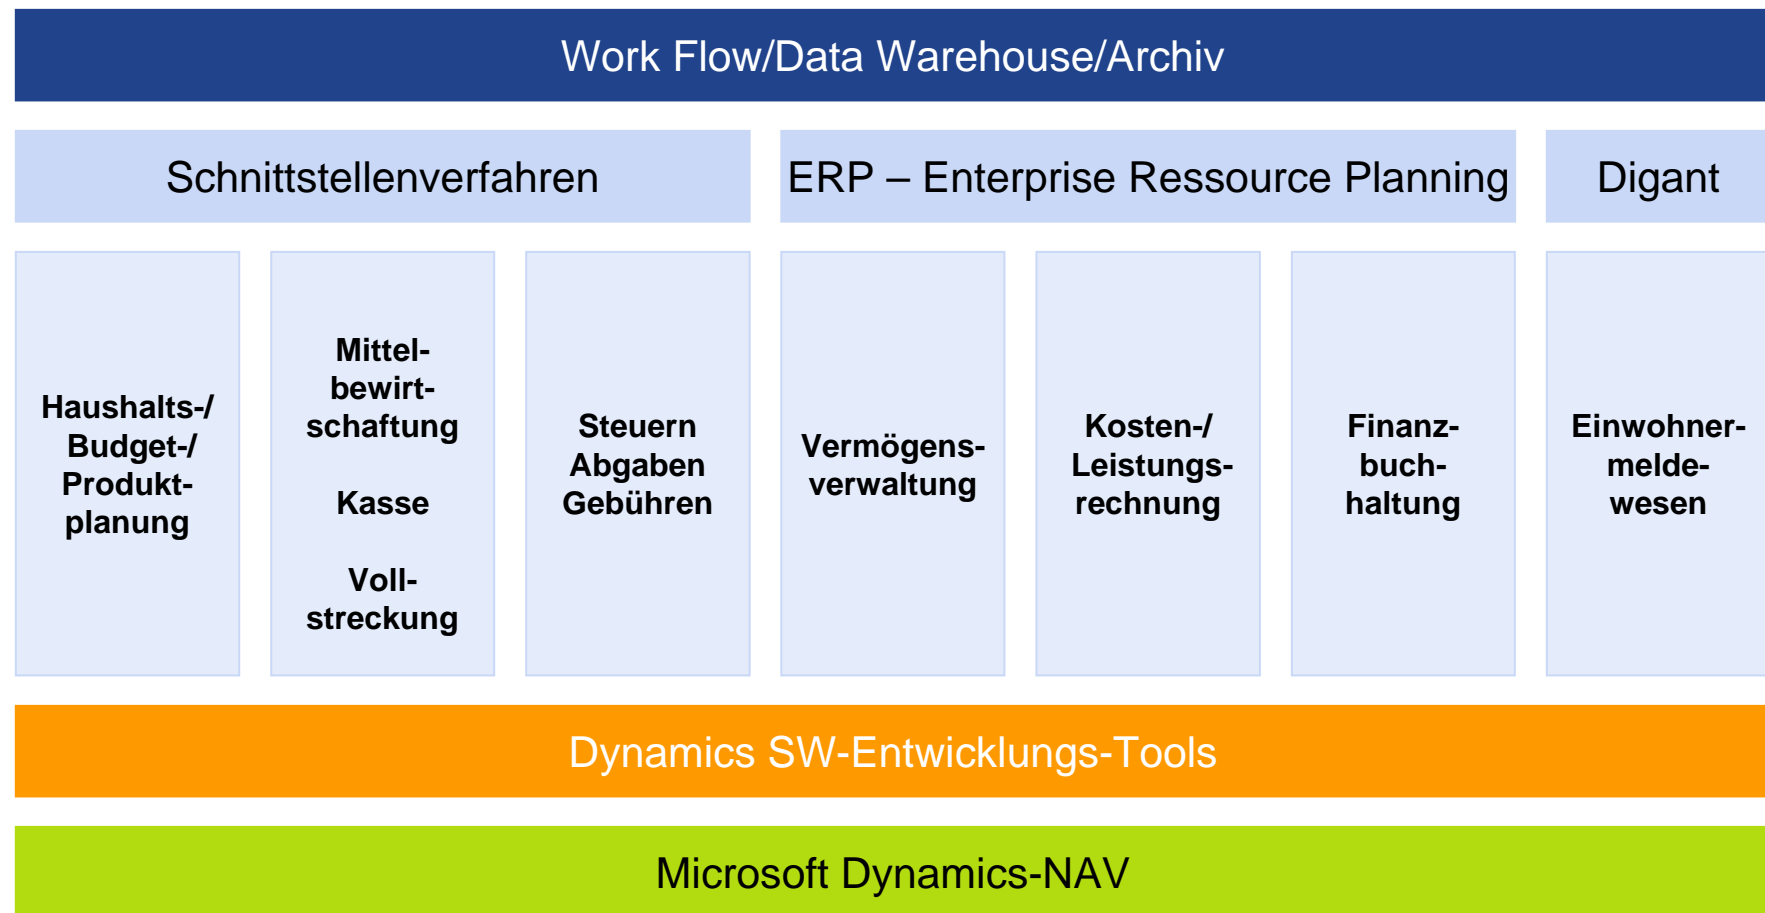 Work Flow/Data Warehouse/Archiv
Schnittstellenverfahren
ERP – Enterprise Ressource Planning
Digant
Haushalts-/
Budget-/
Produkt-
planung
Mittel-
bewirt-
schaftung
Kasse
Voll-
streckung
Steuern
Abgaben
Gebühren
Vermögens-
verwaltung
Kosten-/
Leistungs-
rechnung
Finanz-
buch-
haltung
Einwohner-
melde-
wesen
Dynamics SW-Entwicklungs-Tools
Microsoft Dynamics-NAV